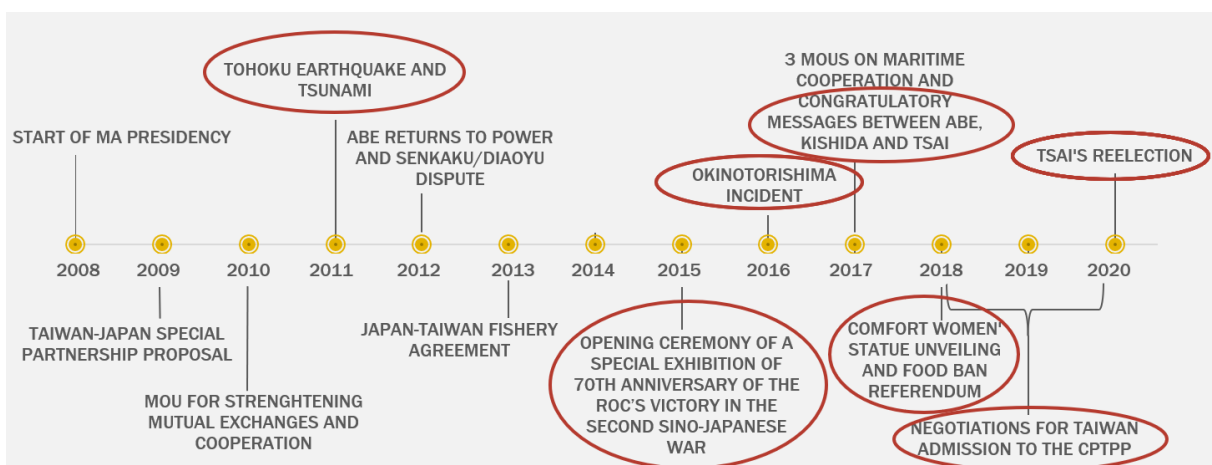 TOHOKU EARTHQUAKE AND
TSUNAMI
3 MOUS ON MARITIME
COOPERATION AND
CONGRATULATORY
MESSAGES BETWEEN ABE,
KISHIDA AND TSAI
START OF MA PRESIDENCY
ABE RETURNS TO POWER
AND SENKAKU/DIAOYU
DISPUTE
OKINOTORISHIMA
INCIDENT
TSAI'S REELECTION
2008 2009 2010 2011 2012 2013 2014 2015 2016 2017 2018 2019 2020
TAIWAN-JAPAN SPECIAL
PARTNERSHIP PROPOSAL
MOU FOR STRENGHTENING
MUTUAL EXCHANGES AND
COOPERATION
JAPAN-TAIWAN FISHERY
AGREEMENT
OPENING CEREMONY OF A
SPECIAL EXHIBITION OF
70TH ANNIVERSARY OF THE
ROC'S VICTORY IN THE
SECOND SINO-JAPANESE
WAR
COMFORT WOMEN'
STATUE UNVEILING
AND FOOD BAN
REFERENDUM
NEGOTIATIONS FOR TAIWAN
ADMISSION TO THE CPTPP